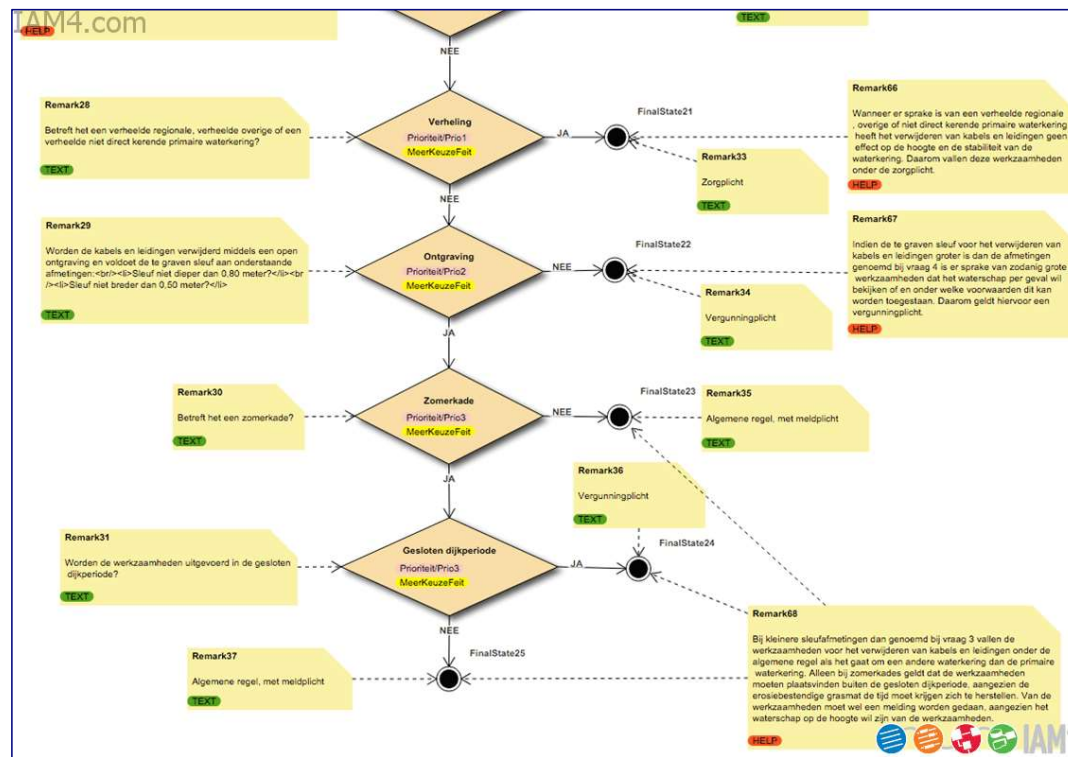 IAM4.com
HELP
TEXT
NEE
Remark28
Betreft het een verheelde regionale, verheelde overige of een
verheelde niet direct kerende primaire waterkering?
TEXT
Verheling
Prioriteit/Prio1
MeerKeuzeFeit
JA
FinalState21
Remark33
Zorgplicht
TEXT
Remark66
Wanneer er sprake is van een verheelde regionale
, overige of niet direct kerende primaire waterkering
heeft het verwijderen van kabels en leidingen geen
effect op de hoogte en de stabiliteit van de
waterkering. Daarom vallen deze werkzaamheden
onder de zorgplicht.
HELP
NEE
Remark29
Worden de kabels en leidingen verwijderd middels een open
ontgraving en voldoet de te graven sleuf aan onderstaande
afmetingen:<br/><li>Sleuf niet dieper dan 0,80 meter?</li><br
/><li>Sleuf niet breder dan 0,50 meter?</li>
TEXT
Ontgraving
Prioriteit/Prio2
MeerKeuzeFeit
NEE
FinalState22
Remark34
Vergunningplicht
TEXT
Remark67
Indien de te graven sleuf voor het verwijderen van
kabels en leidingen groter is dan de afmetingen
genoemd bij vraag 4 is er sprake van zodanig grote
werkzaamheden dat het waterschap per geval wil
bekijken of en onder welke voorwaarden dit kan
worden toegestaan. Daarom geldt hiervoor een
vergunningplicht.
HELP
JA
Remark30
Betreft het een zomerkade?
TEXT
Zomerkade
Prioriteit/Prio3
MeerKeuzeFeit
NEE
FinalState23
Remark35
Algemene regel, met meldplicht
TEXT
JA
Remark36
Vergunningplicht
TEXT
Remark31
Worden de werkzaamheden uitgevoerd in de gesloten
dijkperiode?
TEXT
Gesloten dijkperiode
Prioriteit/Prio3
MeerKeuzeFeit
JA
FinalState24
NEE
Remark37
Algemene regel, met meldplicht
TEXT
FinalState25
Remark68
Bij kleinere sleufafmetingen dan genoemd bij vraag 3 vallen de
werkzaamheden voor het verwijderen van kabels en leidingen onder de
algemene regel als het gaat om een andere waterkering dan de primaire
waterkering. Alleen bij zomerkades geldt dat de werkzaamheden
moeten plaatsvinden buiten de gesloten dijkperiode, aangezien de
erosiebestendige grasmat de tijd moet krijgen zich te herstellen. Van de
werkzaamheden moet wel een melding worden gedaan, aangezien het
waterschap op de hoogte wil zijn van de werkzaamheden.
HELP
IAM